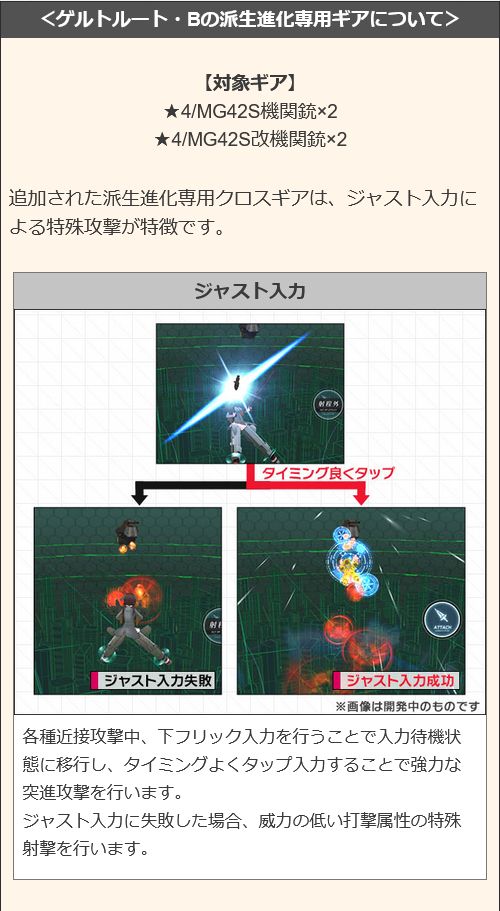 ＜ゲルトルート・Bの派生進化専用ギアについて＞
【対象ギア】
★4/MG42S機関銃×2
★4/MG42S改機関銃×2
追加された派生進化専用クロスギアは、ジャスト入力に
よる特殊攻撃が特徴です。
ジャスト入力
射程外
タイミング良くタップ
射程外
ATTACK
ジャスト入力失敗
ジャスト入力成功
※画像は開発中のものです
各種近接攻撃中、下フリック入力を行うことで入力待機状
態に移行し、タイミングよくタップ入力することで強力な
突進攻撃を行います。
ジャスト入力に失敗した場合、威力の低い打撃属性の特殊
射撃を行います。